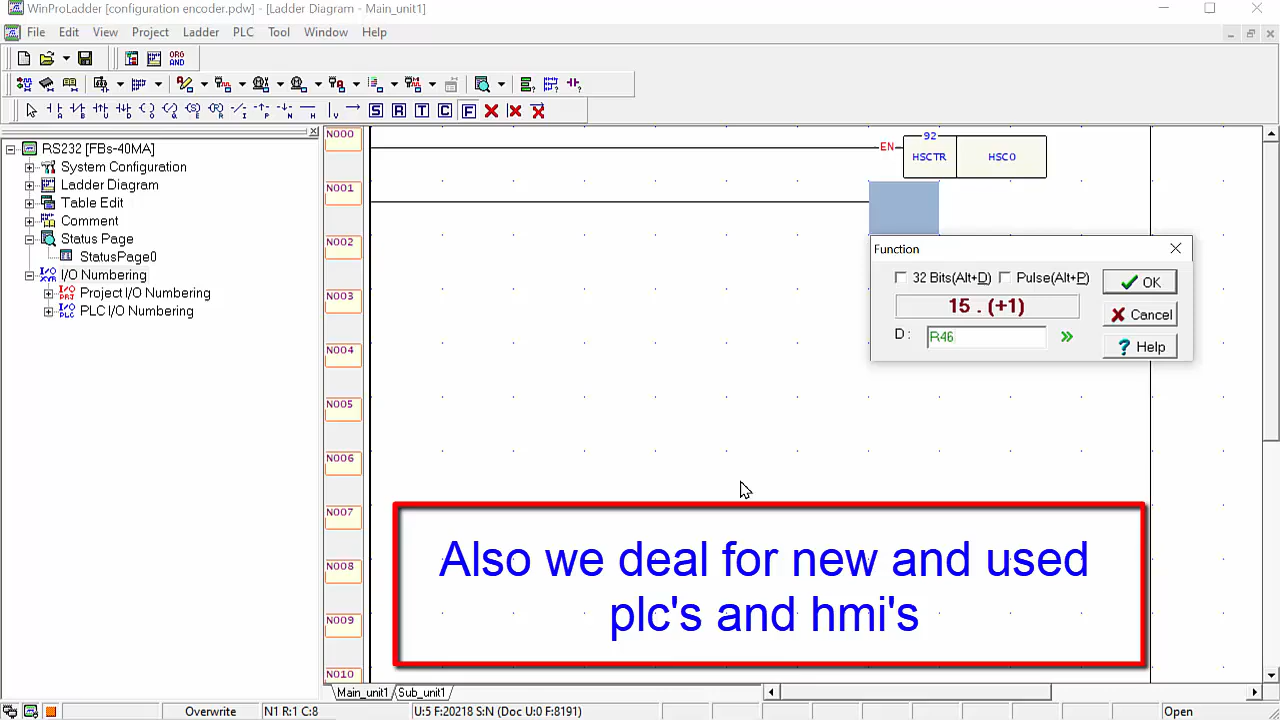 WinProLadder [configuration encoder.pdw] - [Ladder Diagram - Main_unit1]
File Edit View Project Ladder PLC Tool Window Help
ORG
AND
A B U D O Q S R P N H V S R T C F
RS232 [FBs-40MA]
System Configuration
Ladder Diagram
Table Edit
Comment
Status Page
StatusPage0
I/O Numbering
Project I/O Numbering
PLC I/O Numbering
N000
N001
N002
N003
N004
N005
N006
N007
N008
N009
N010
EN
92
HSCTR
HSC0
Function
32 Bits(Alt+D) Pulse(Alt+P)
15 . (+1)
D : R46
OK
Cancel
Help
Also we deal for new and used
plc's and hmi's
Main_unit1 Sub_unit1
Overwrite N1 R:1 C:8 U:5 F:20218 S:N (Doc U:0 F:8191) Open